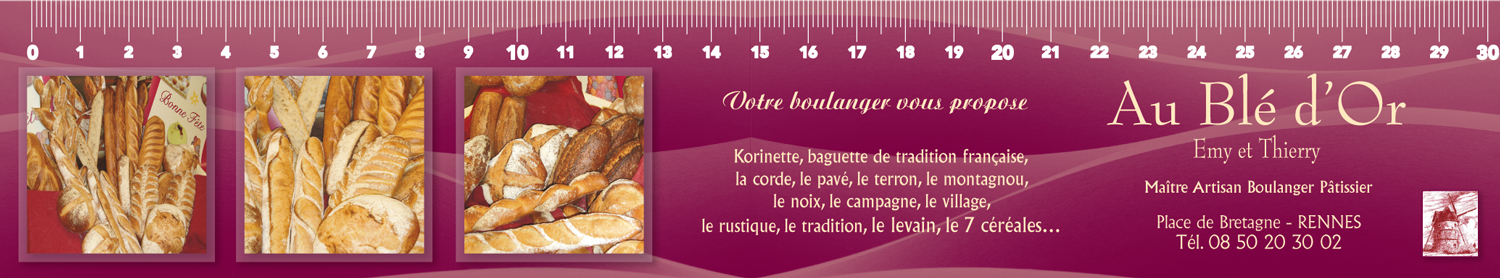 0 1 2 3 4 5 6 7 8 9 10 11 12 13 14 15 16 17 18 19 20 21 22 23 24 25 26 27 28 29 30
Bonne Fête
Votre boulanger vous propose
Korinette, baguette de tradition française,
la corde, le pavé, le terron, le montagnou,
le noix, le campagne, le village,
le rustique, le tradition, le levain, le 7 céréales...
Au Blé d'Or
Emy et Thierry
Maître Artisan Boulanger Pâtissier
Place de Bretagne - RENNES
Tél. 08 50 20 30 02